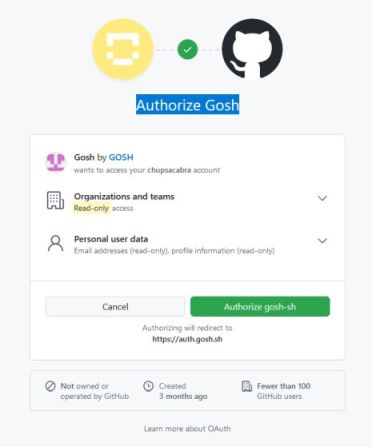 Authorize Gosh
Gosh by GOSH
wants to access your chupsacabra account
Organizations and teams
Read-only access
Personal user data
Email addresses (read-only), profile information (read-only)
Cancel
Authorize gosh-sh
Authorizing will redirect to
https://auth.gosh.sh
Not owned or
operated by GitHub
Created
3 months ago
Fewer than 100
GitHub users
Learn more about OAuth